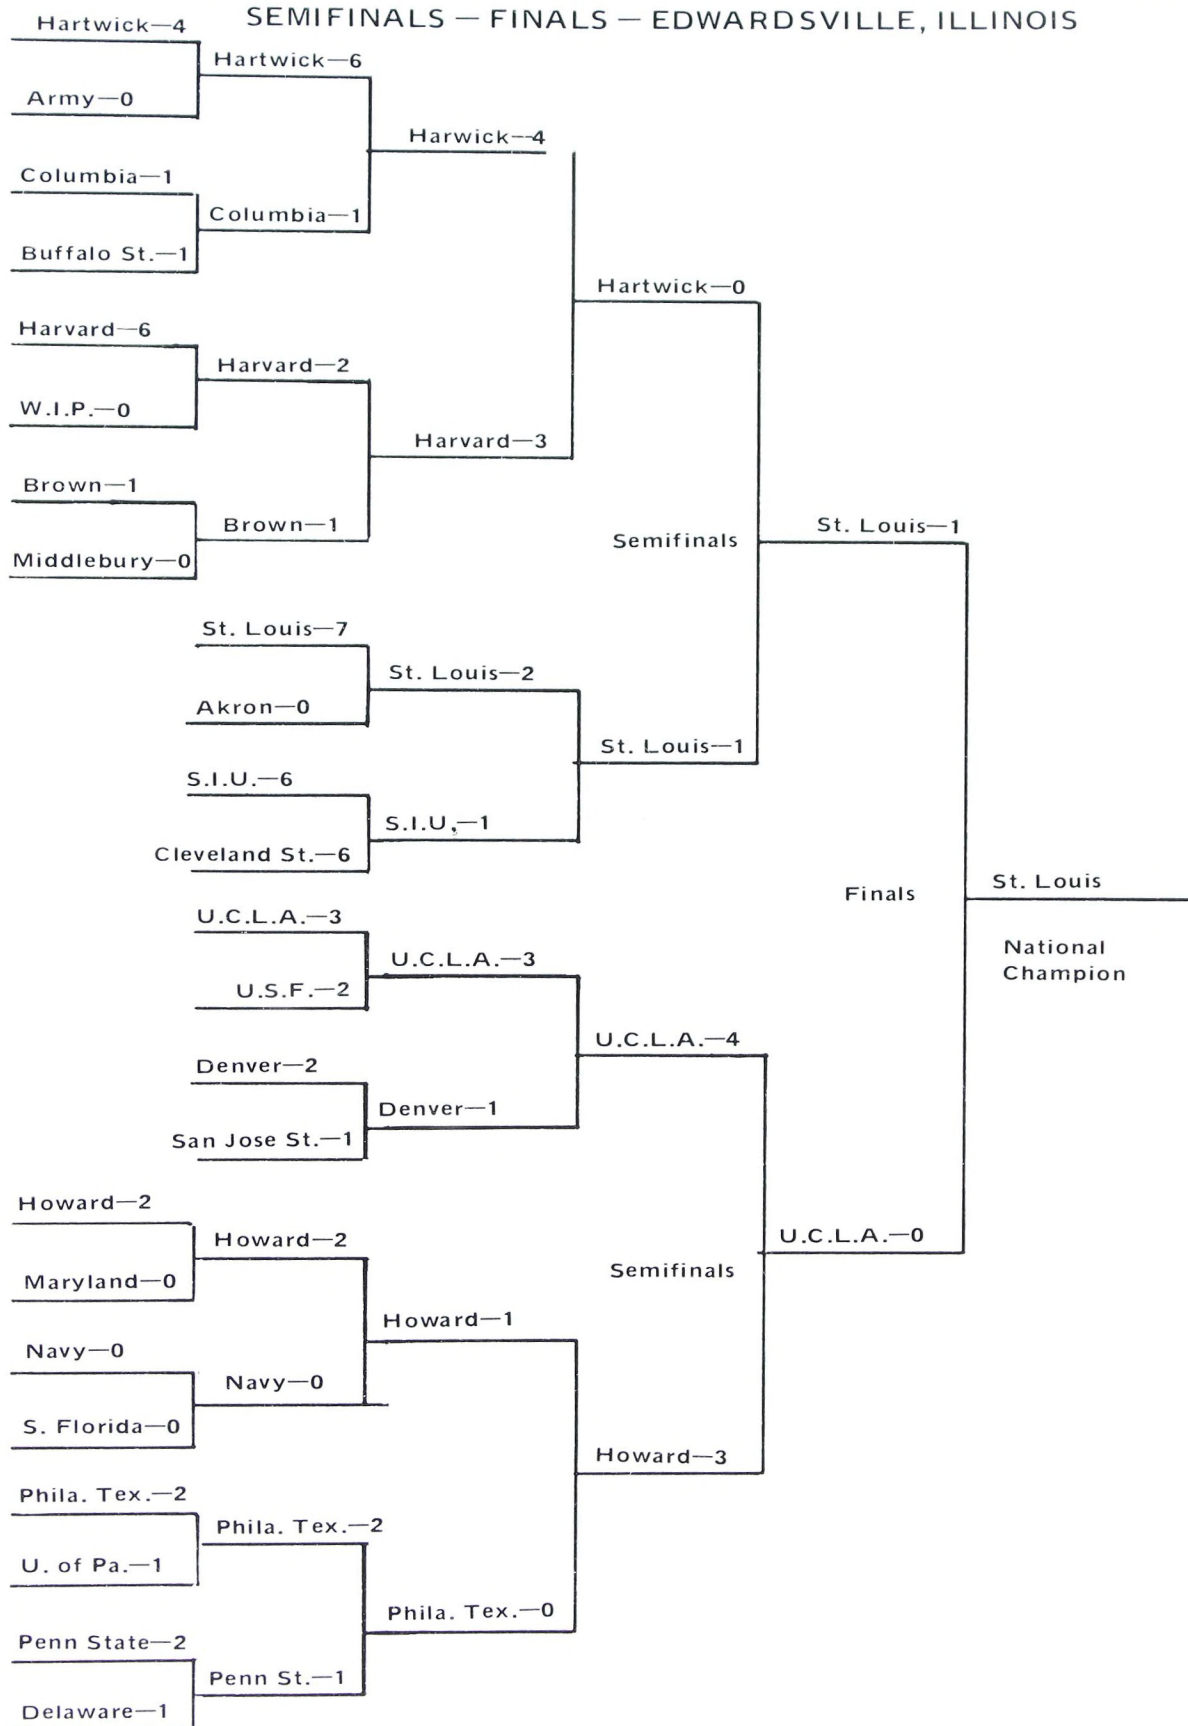 SEMIFINALS — FINALS — EDWARDSVILLE, ILLINOIS
Hartwick—4
Hartwick—6
Army—0
Harwick—4
Columbia—1
Columbia—1
Buffalo St.—1
Hartwick—0
Harvard—6
Harvard—2
W.I.P.—0
Harvard—3
Brown—1
Brown—1
Middlebury—0
Semifinals
St. Louis—1
St. Louis—7
St. Louis—2
Akron—0
St. Louis—1
S.I.U.—6
S.I.U,—1
Cleveland St.—6
Finals
St. Louis
National
Champion
U.C.L.A.—3
U.C.L.A.—3
U.S.F.—2
U.C.L.A.—4
Denver—2
Denver—1
San Jose St.—1
Howard—2
Howard—2
U.C.L.A.—0
Maryland—0
Semifinals
Howard—1
Navy—0
Navy—0
S. Florida—0
Howard—3
Phila. Tex.—2
Phila. Tex.—2
U. of Pa.—1
Phila. Tex.—0
Penn State—2
Penn St.—1
Delaware—1